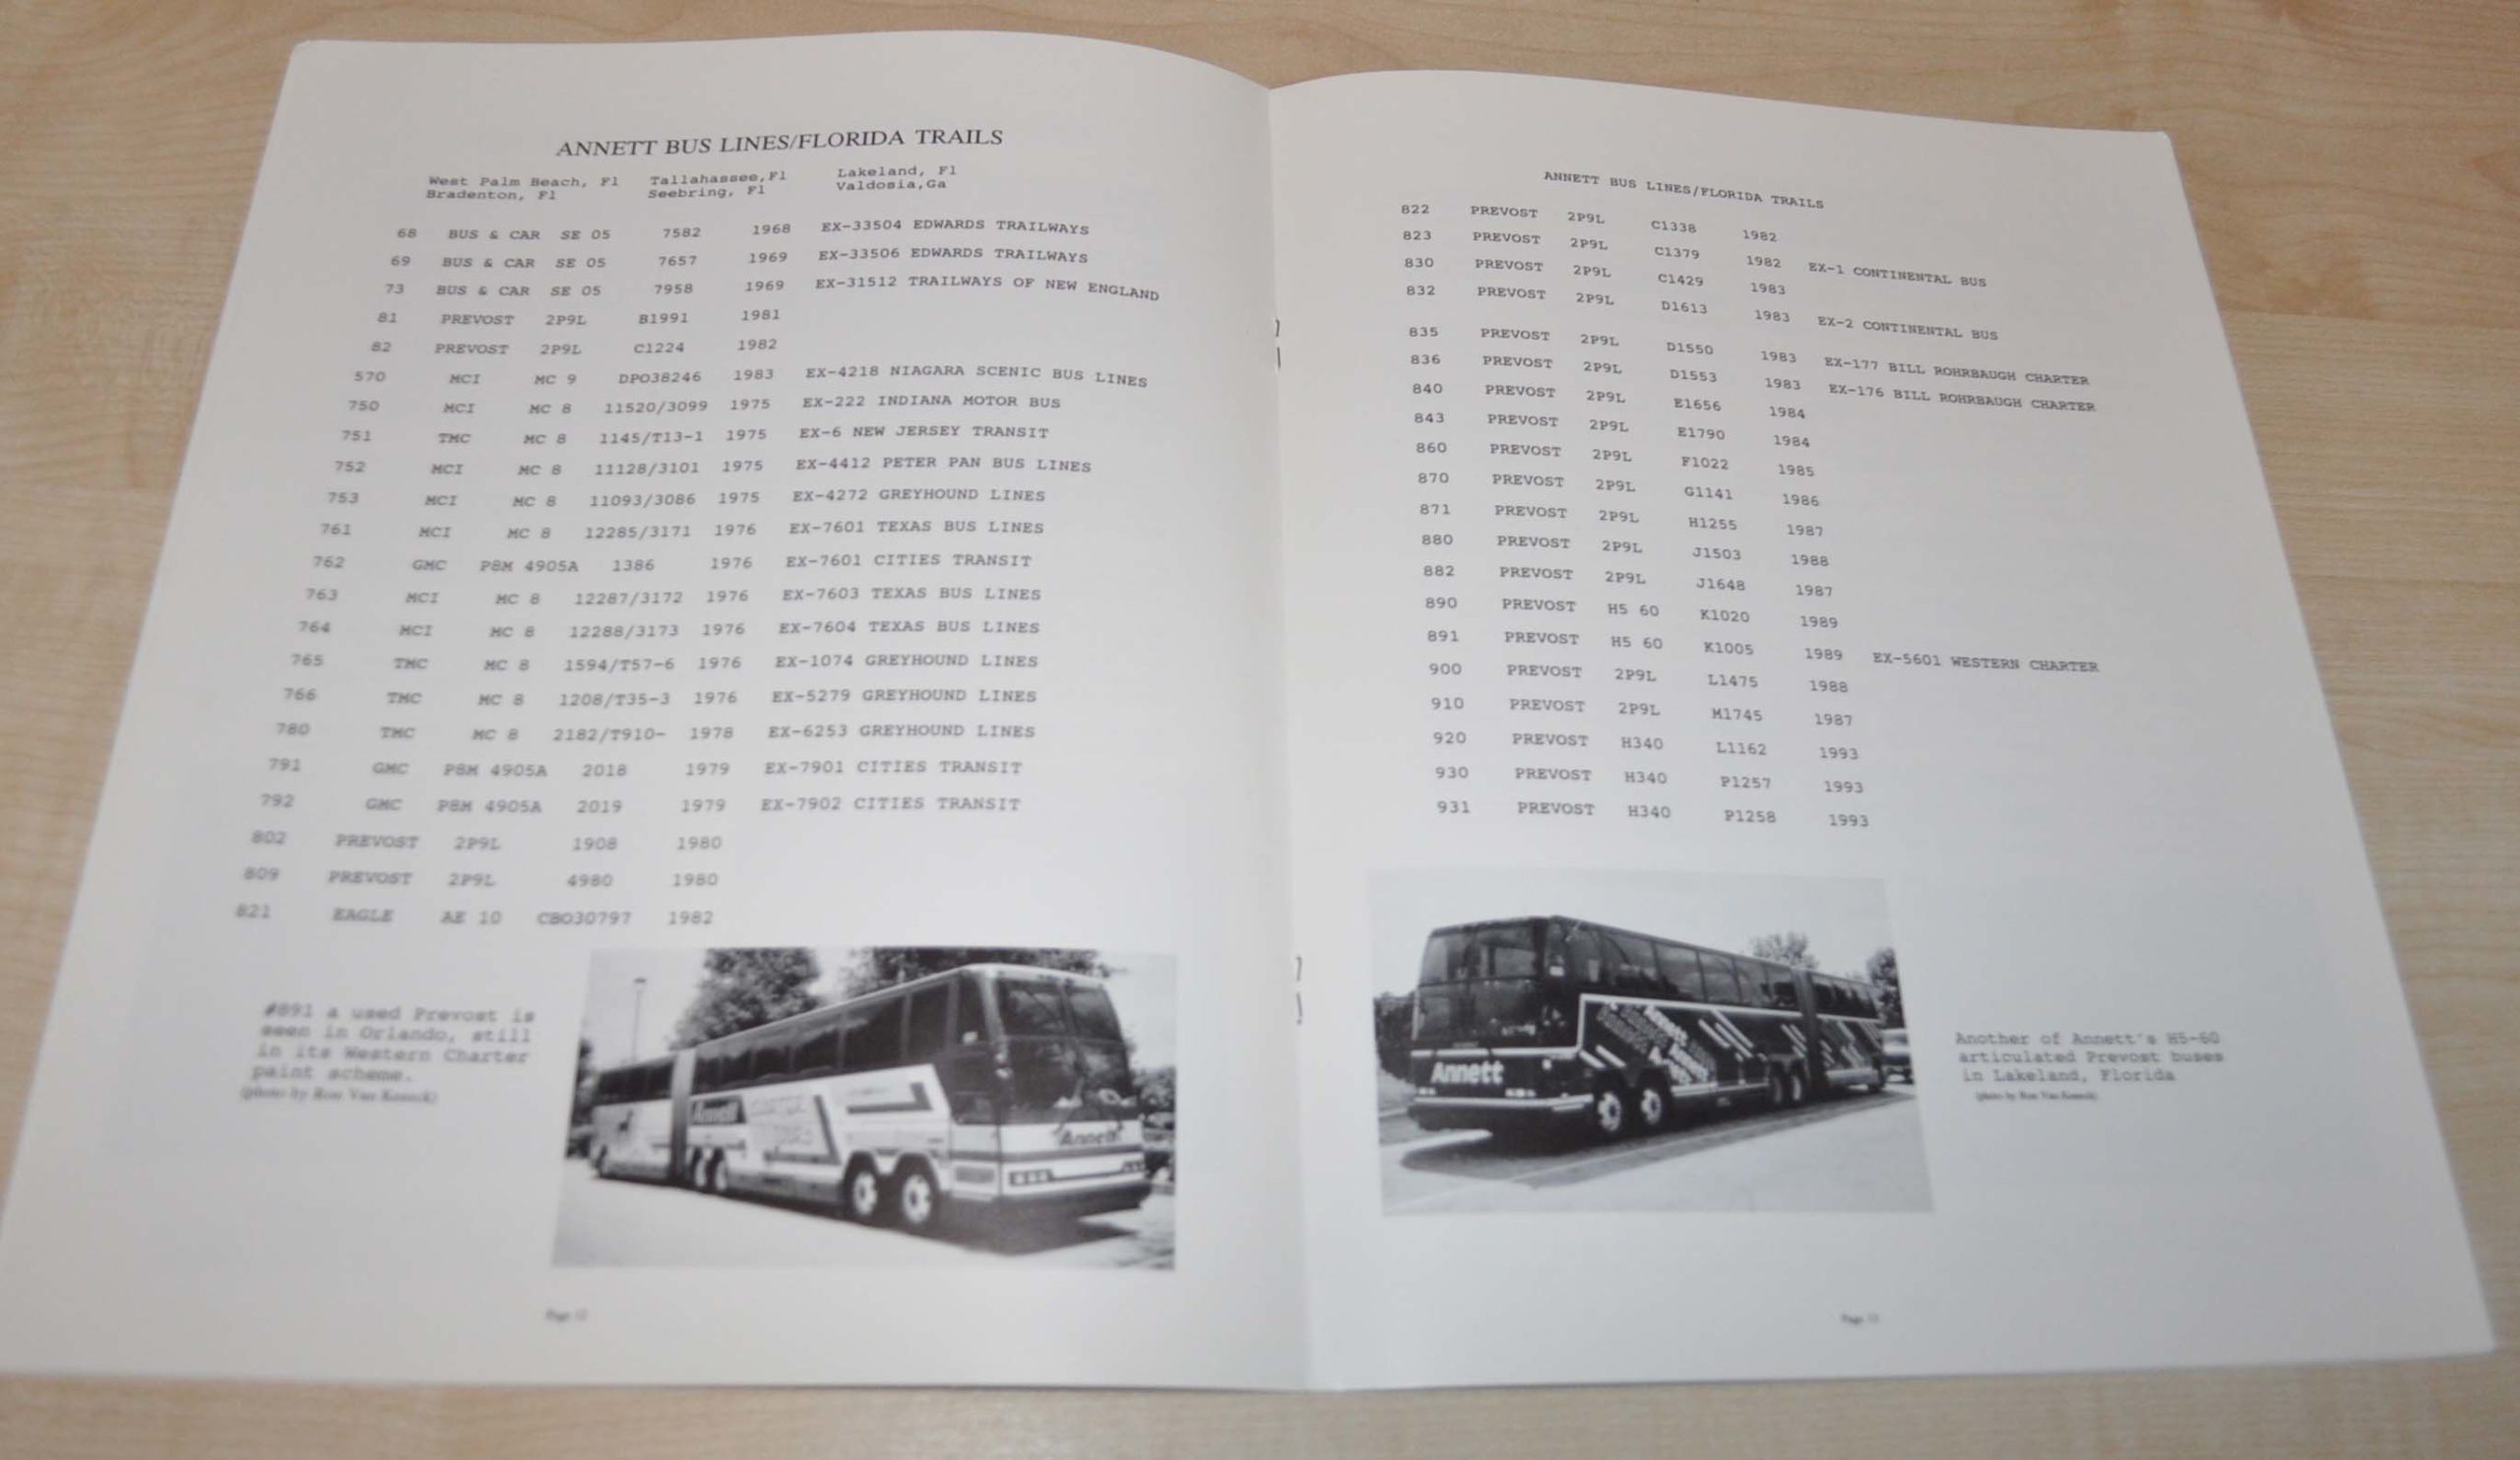 ANNETT BUS LINES/FLORIDA TRAILS
West Palm Beach, Fl Tallahassee,Fl Lakeland, Fl
Bradenton, Fl Seebring, Fl Valdosia,Ga
68 BUS & CAR SE 05 7582 1968 EX-33504 EDWARDS TRAILWAYS
69 BUS & CAR SE 05 7657 1969 EX-33506 EDWARDS TRAILWAYS
73 BUS & CAR SE 05 7958 1969 EX-31512 TRAILWAYS OF NEW ENGLAND
81 PREVOST 2P9L B1991 1981
82 PREVOST 2P9L C1224 1982
570 MCI MC 9 DPO38246 1983 EX-4218 NIAGARA SCENIC BUS LINES
750 MCI MC 8 11520/3099 1975 EX-222 INDIANA MOTOR BUS
751 TMC MC 8 1145/T13-1 1975 EX-6 NEW JERSEY TRANSIT
752 MCI MC 8 11128/3101 1975 EX-4412 PETER PAN BUS LINES
753 MCI MC 8 11093/3086 1975 EX-4272 GREYHOUND LINES
761 MCI MC 8 12285/3171 1976 EX-7601 TEXAS BUS LINES
762 GMC P8M 4905A 1386 1976 EX-7601 CITIES TRANSIT
763 MCI MC 8 12287/3172 1976 EX-7603 TEXAS BUS LINES
764 MCI MC 8 12288/3173 1976 EX-7604 TEXAS BUS LINES
765 TMC MC 8 1594/T57-6 1976 EX-1074 GREYHOUND LINES
766 TMC MC 8 1208/T35-3 1976 EX-5279 GREYHOUND LINES
780 TMC MC 8 2182/T910- 1978 EX-6253 GREYHOUND LINES
791 GMC P8M 4905A 2018 1979 EX-7901 CITIES TRANSIT
792 GMC P8M 4905A 2019 1979 EX-7902 CITIES TRANSIT
802 PREVOST 2P9L 1908 1980
809 PREVOST 2P9L 4980 1980
821 EAGLE AE 10 CBO30797 1982
#891 a used Prevost is
seen in Orlando, still
in its Western Charter
paint scheme.
(photo by Ron Van
Annett
Annett
Page 12
ANNETT BUS LINES/FLORIDA TRAILS
822 PREVOST 2P9L C1338 1982
823 PREVOST 2P9L C1379 1982 EX-1 CONTINENTAL BUS
830 PREVOST 2P9L C1429 1983
832 PREVOST 2P9L D1613 1983 EX-2 CONTINENTAL BUS
835 PREVOST 2P9L D1550 1983 EX-177 BILL ROHRBAUGH CHARTER
836 PREVOST 2P9L D1553 1983 EX-176 BILL ROHRBAUGH CHARTER
840 PREVOST 2P9L E1656 1984
843 PREVOST 2P9L E1790 1984
860 PREVOST 2P9L F1022 1985
870 PREVOST 2P9L G1141 1986
871 PREVOST 2P9L H1255 1987
880 PREVOST 2P9L J1503 1988
882 PREVOST 2P9L J1648 1987
890 PREVOST H5 60 K1020 1989
891 PREVOST H5 60 K1005 1989 EX-5601 WESTERN CHARTER
900 PREVOST 2P9L L1475 1988
910 PREVOST 2P9L M1745 1987
920 PREVOST H340 L1162 1993
930 PREVOST H340 P1257 1993
931 PREVOST H340 P1258 1993
Annett
Another of Annett's H5-60
articulated Prevost buses
in Lakeland, Florida
(photo by Ron Van
Page 13